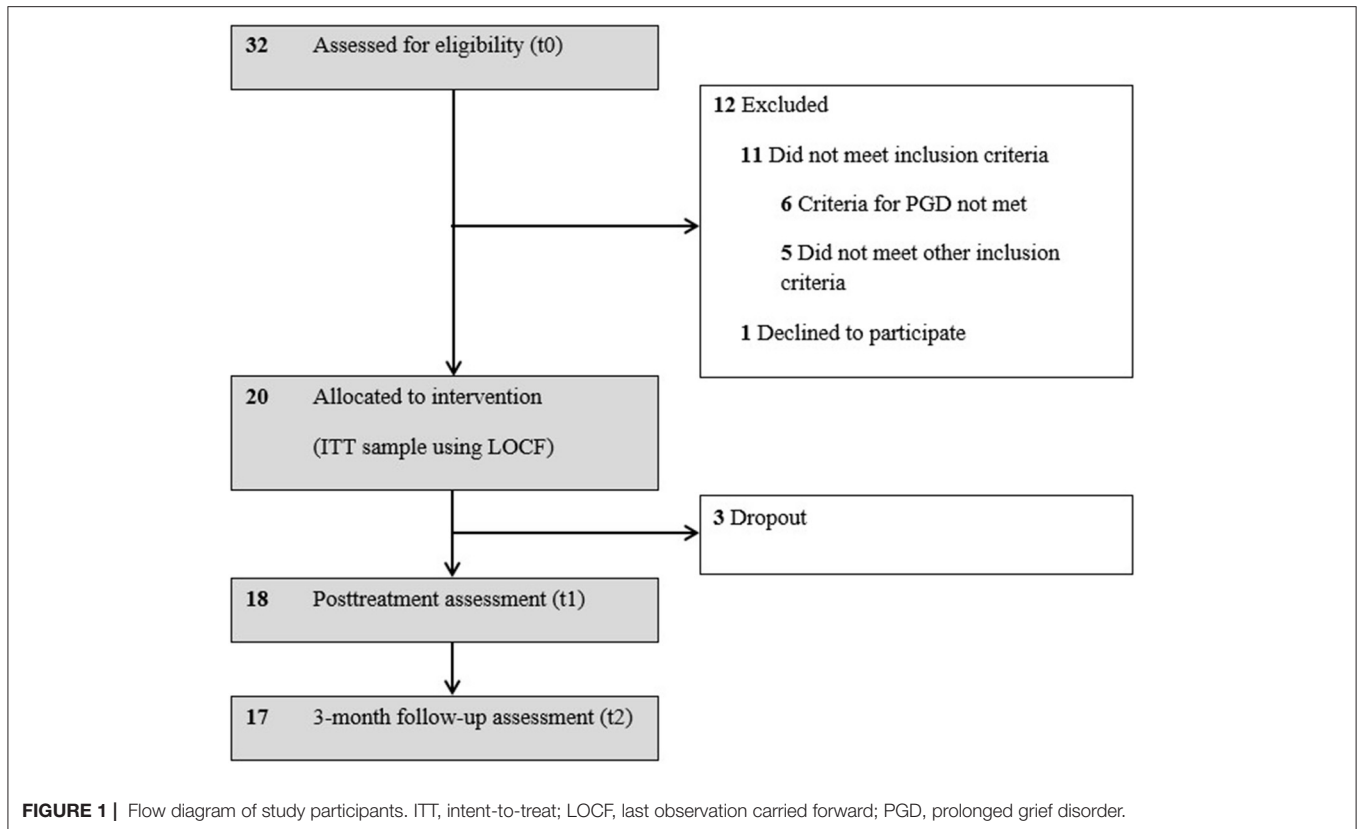 32 Assessed for eligibility (t0)
12 Excluded
11 Did not meet inclusion criteria
6 Criteria for PGD not met
5 Did not meet other inclusion
criteria
1 Declined to participate
20 Allocated to intervention
(ITT sample using LOCF)
3 Dropout
18 Posttreatment assessment (t1)
17 3-month follow-up assessment (t2)
FIGURE 1 | Flow diagram of study participants. ITT, intent-to-treat; LOCF, last observation carried forward; PGD, prolonged grief disorder.